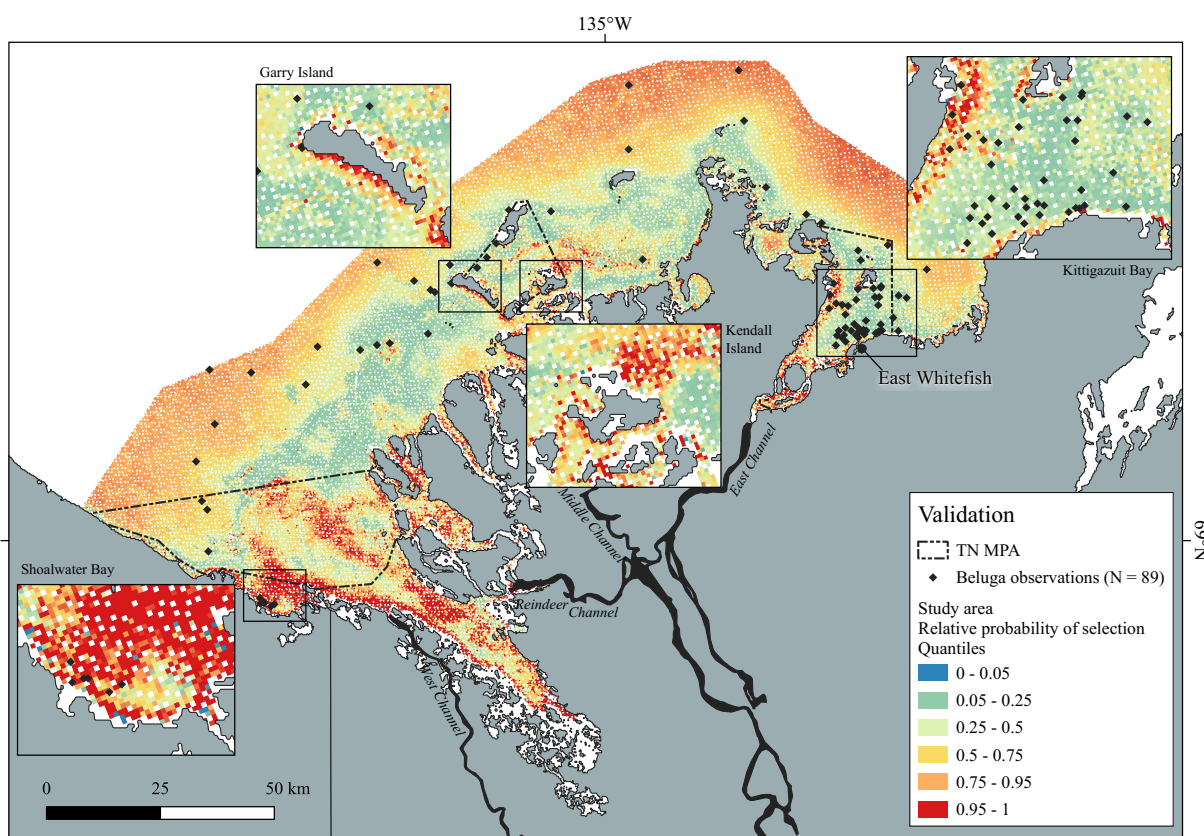 135°W
Garry Island
Kittigazuit Bay
Kendall
Island
East Whitefish
East Channel
Middle Channel
Reindeer
Channel
West Channel
69°N
Shoalwater Bay
0
25
50 km
Validation
TN MPA
Beluga observations (N = 89)
Study area
Relative probability of selection
Quantiles
0 - 0.05
0.05 - 0.25
0.25 - 0.5
0.5 - 0.75
0.75 - 0.95
0.95 - 1